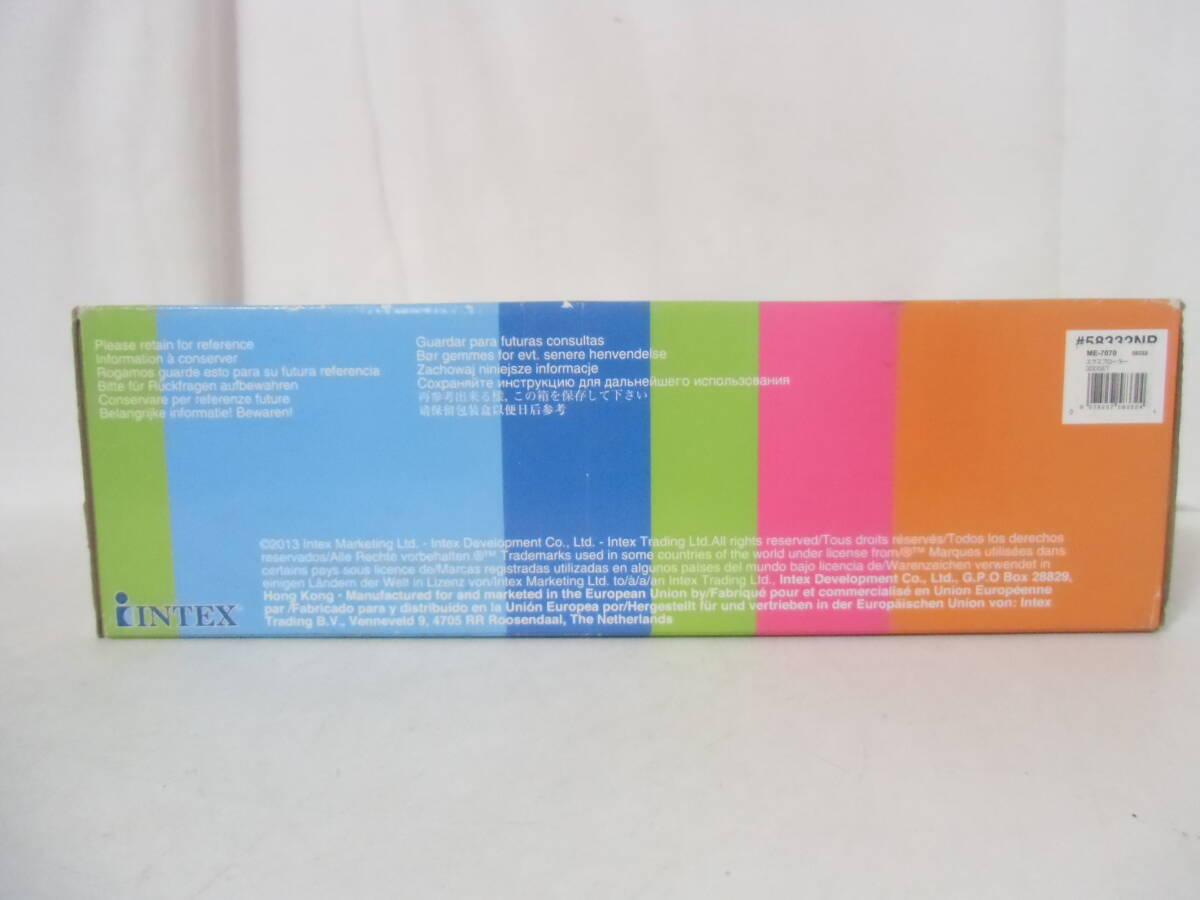 Please retain for reference
Information à conserver
Rogamos guarde esto para su futura referencia
Bitte für Rückfragen aufbewahren
Conservare per referenze future
Belangrijke informatie! Bewaren!
Guardar para futuras consultas
Bør gemmes for evt. senere henvendelse
Zachowaj niniejsze informacje
Сохраняйте инструкцию для дальнейшего использования
再参考出来る様, この箱を保存して下さい
请保留包装盒以便日后参考
#58332NP
ME-7070
エクスプローラー
300SET
©2013 Intex Marketing Ltd. - Intex Development Co., Ltd. - Intex Trading Ltd.All rights reserved/Tous droits réservés/Todos los derechos
reservados/Alle Rechte vorbehalten.®™ Trademarks used in some countries of the world under license from/®™ Marques utilisées dans
certains pays sous licence de/Marcas registradas utilizadas en algunos países del mundo bajo licencia de/Warenzeichen verwendet in
einigen Ländern der Welt in Lizenz von/Intex Marketing Ltd. to/à/a/an Intex Trading Ltd., Intex Development Co., Ltd., G.P.O Box 28829,
Hong Kong • Manufactured for and marketed in the European Union by/Fabriqué pour et commercialisé en Union Européenne
par /Fabricado para y distribuido en la Unión Europea por/Hergestellt für und vertrieben in der Europäischen Union von: Intex
Trading B.V., Venneveld 9, 4705 RR Roosendaal, The Netherlands
INTEX